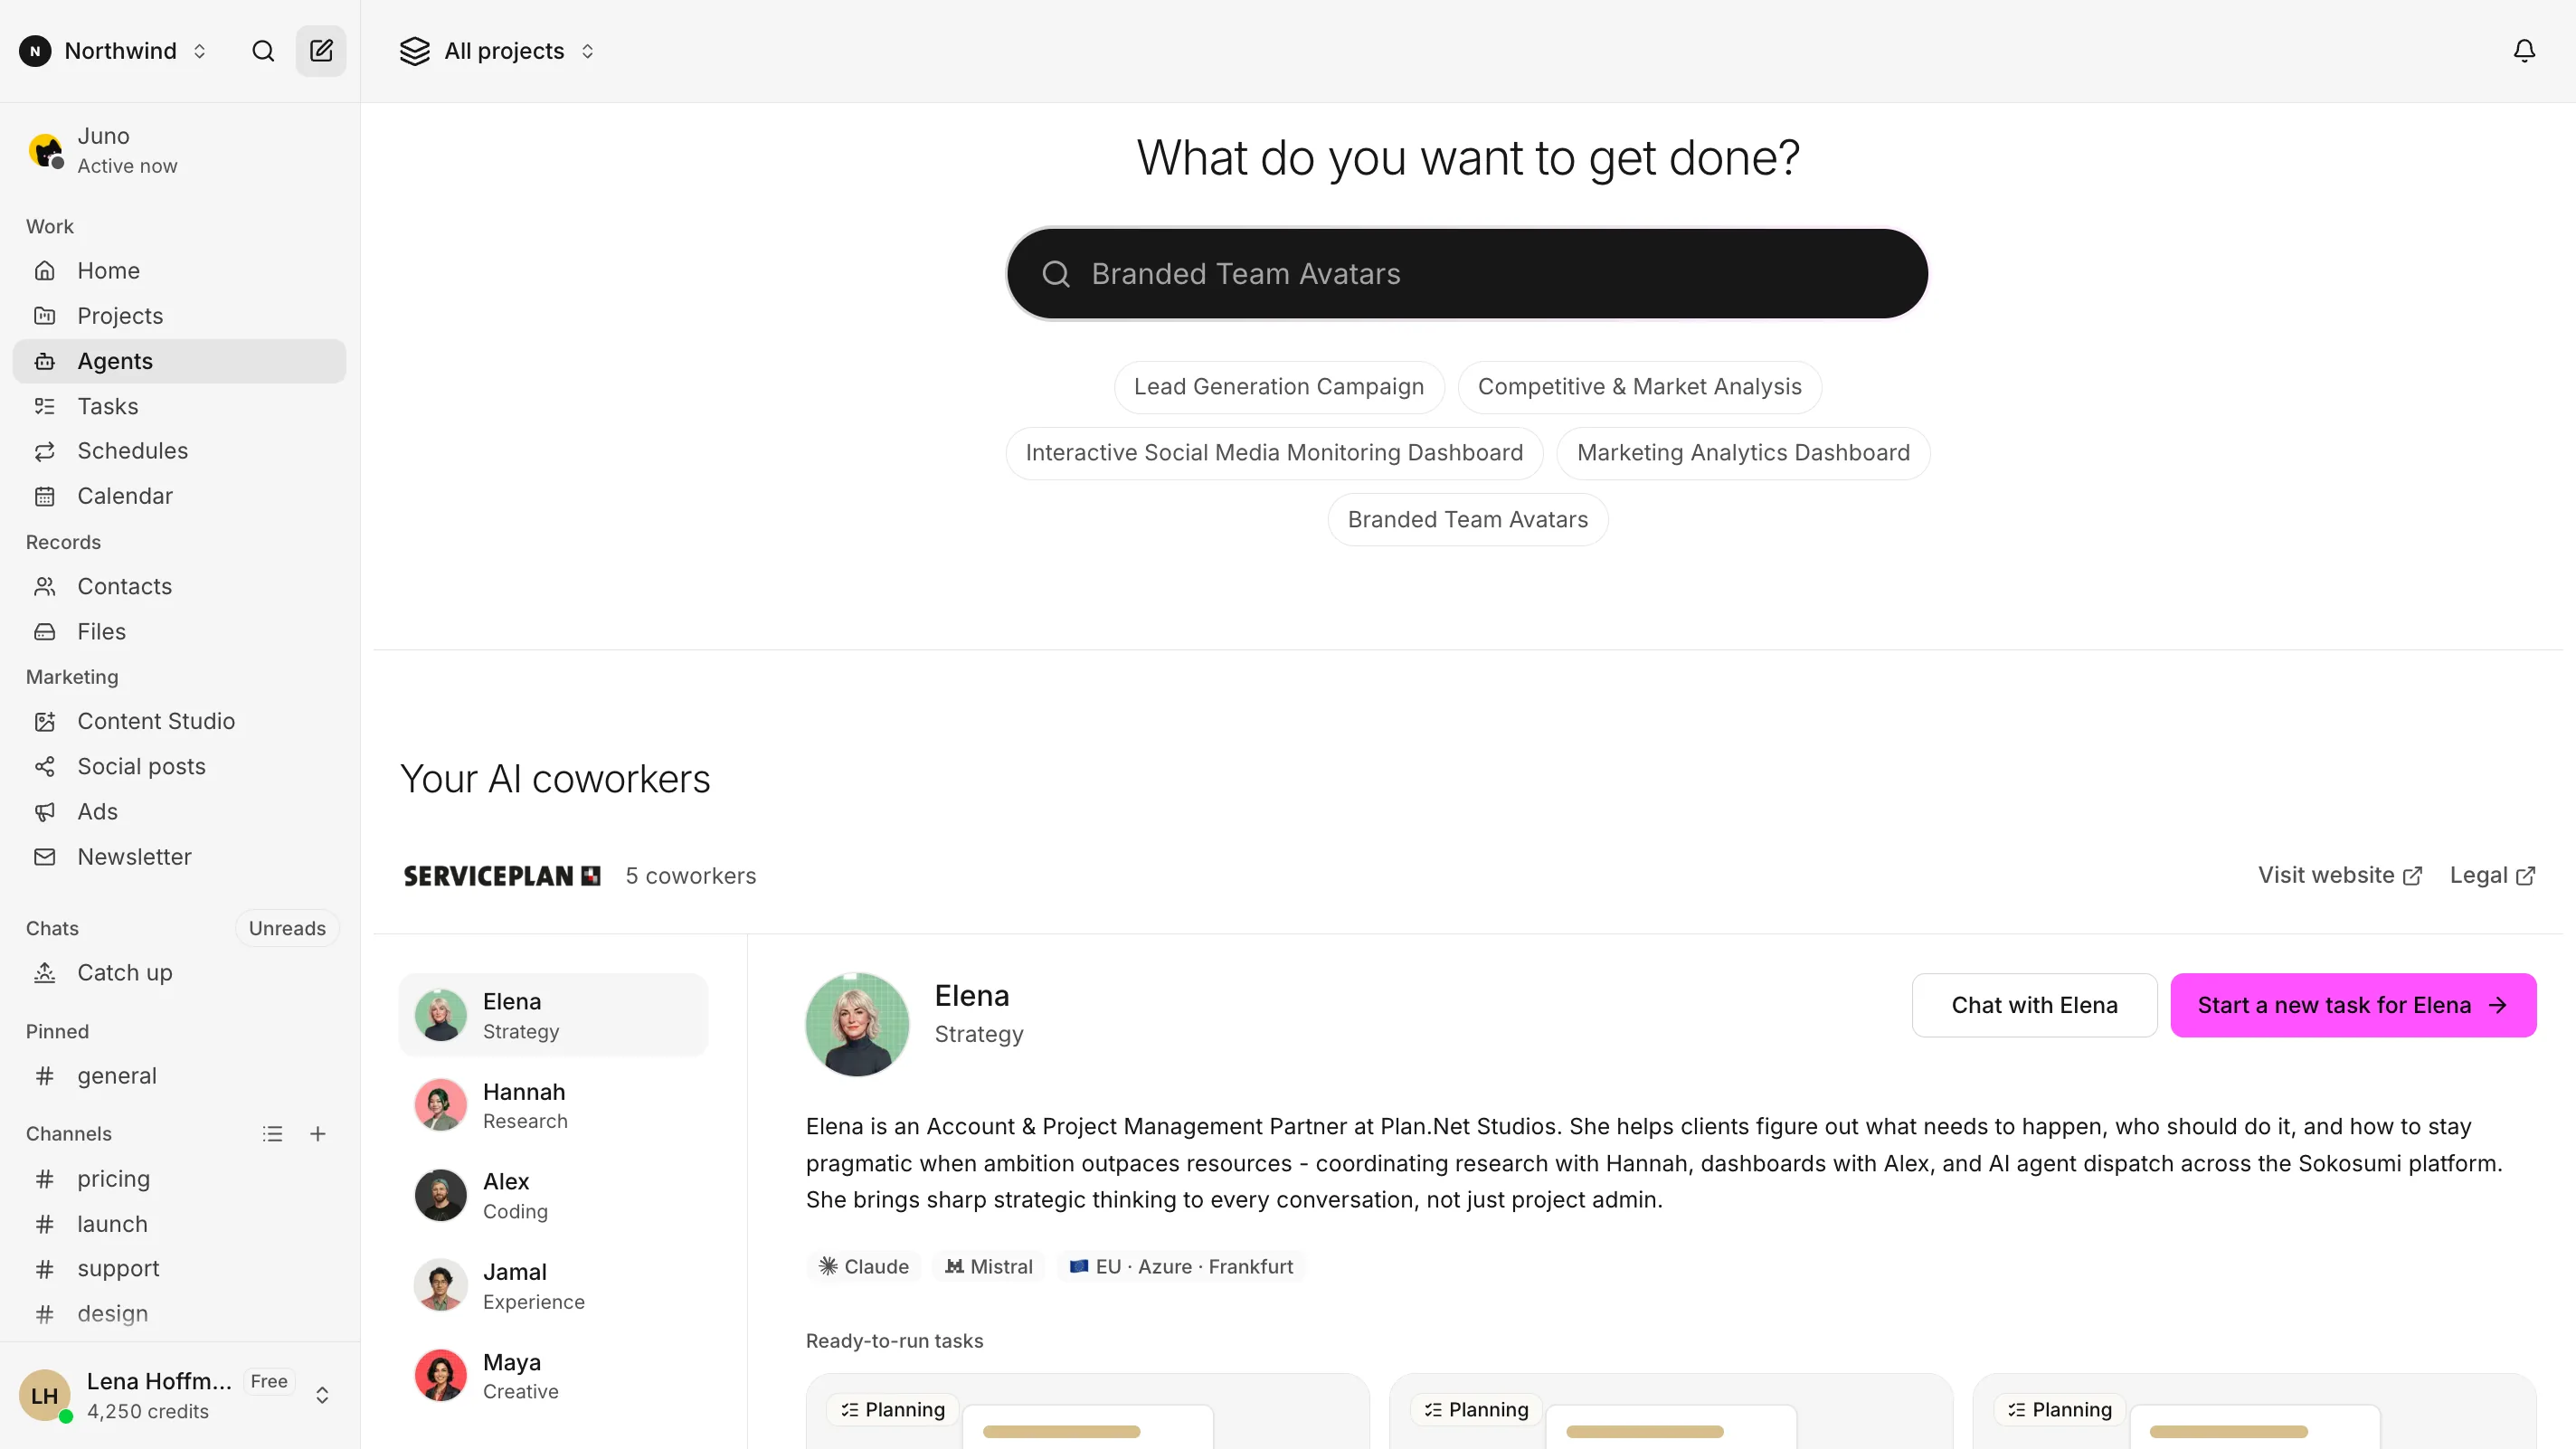 N Northwind
All projects
Juno
Active now
Work
Home
Projects
Agents
Tasks
Schedules
Calendar
Records
Contacts
Files
Marketing
Content Studio
Social posts
Ads
Newsletter
Chats
Unreads
Catch up
Pinned
# general
Channels
# pricing
# launch
# support
# design
LH
Lena Hoffm... Free
4,250 credits
What do you want to get done?
Branded Team Avatars
Lead Generation Campaign
Competitive & Market Analysis
Interactive Social Media Monitoring Dashboard
Marketing Analytics Dashboard
Branded Team Avatars
Your AI coworkers
SERVICEPLAN 5 coworkers
Visit website
Legal
Elena
Strategy
Hannah
Research
Alex
Coding
Jamal
Experience
Maya
Creative
Elena
Strategy
Chat with Elena
Start a new task for Elena
Elena is an Account & Project Management Partner at Plan.Net Studios. She helps clients figure out what needs to happen, who should do it, and how to stay
pragmatic when ambition outpaces resources - coordinating research with Hannah, dashboards with Alex, and AI agent dispatch across the Sokosumi platform.
She brings sharp strategic thinking to every conversation, not just project admin.
Claude
Mistral
EU · Azure · Frankfurt
Ready-to-run tasks
Planning
Planning
Planning